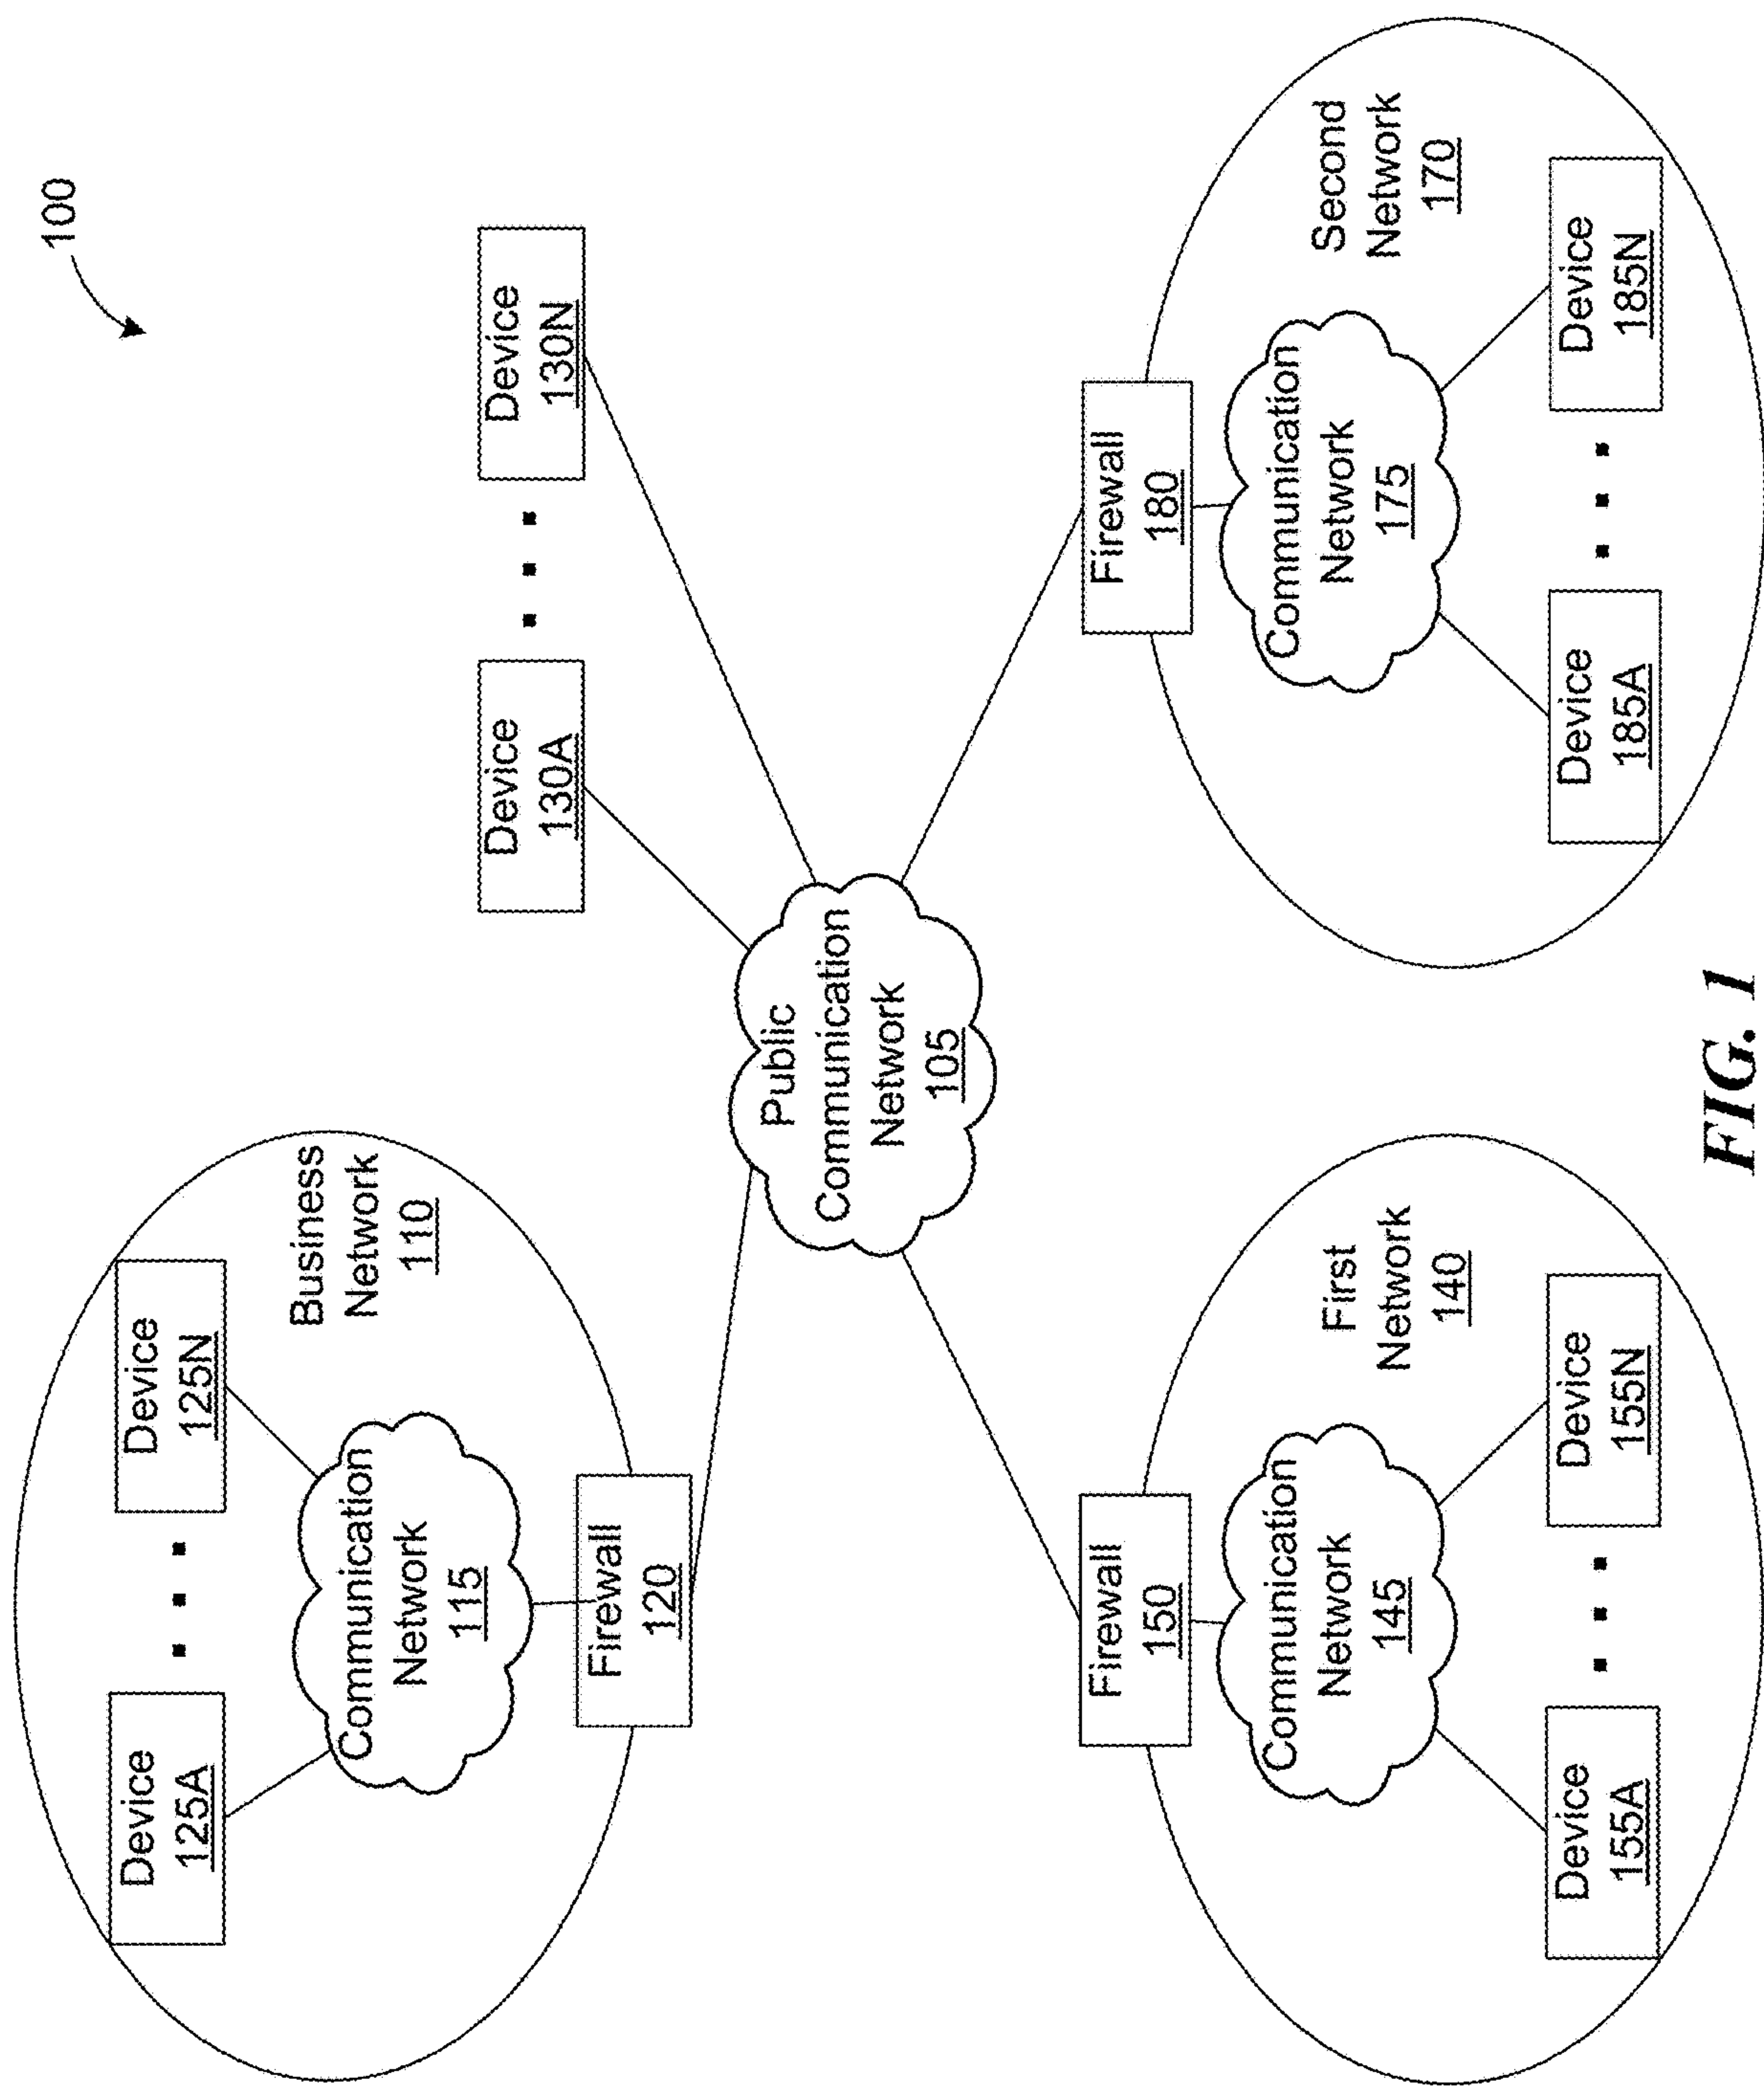 100
Device
125A
Device
125N
Communication
Network
115
Business
Network
110
Firewall
120
Device
130A
Device
130N
Public
Communication
Network
105
Firewall
150
Communication
Network
145
First
Network
140
Device
155A
Device
155N
Firewall
180
Communication
Network
175
Second
Network
170
Device
185A
Device
185N
FIG. 1